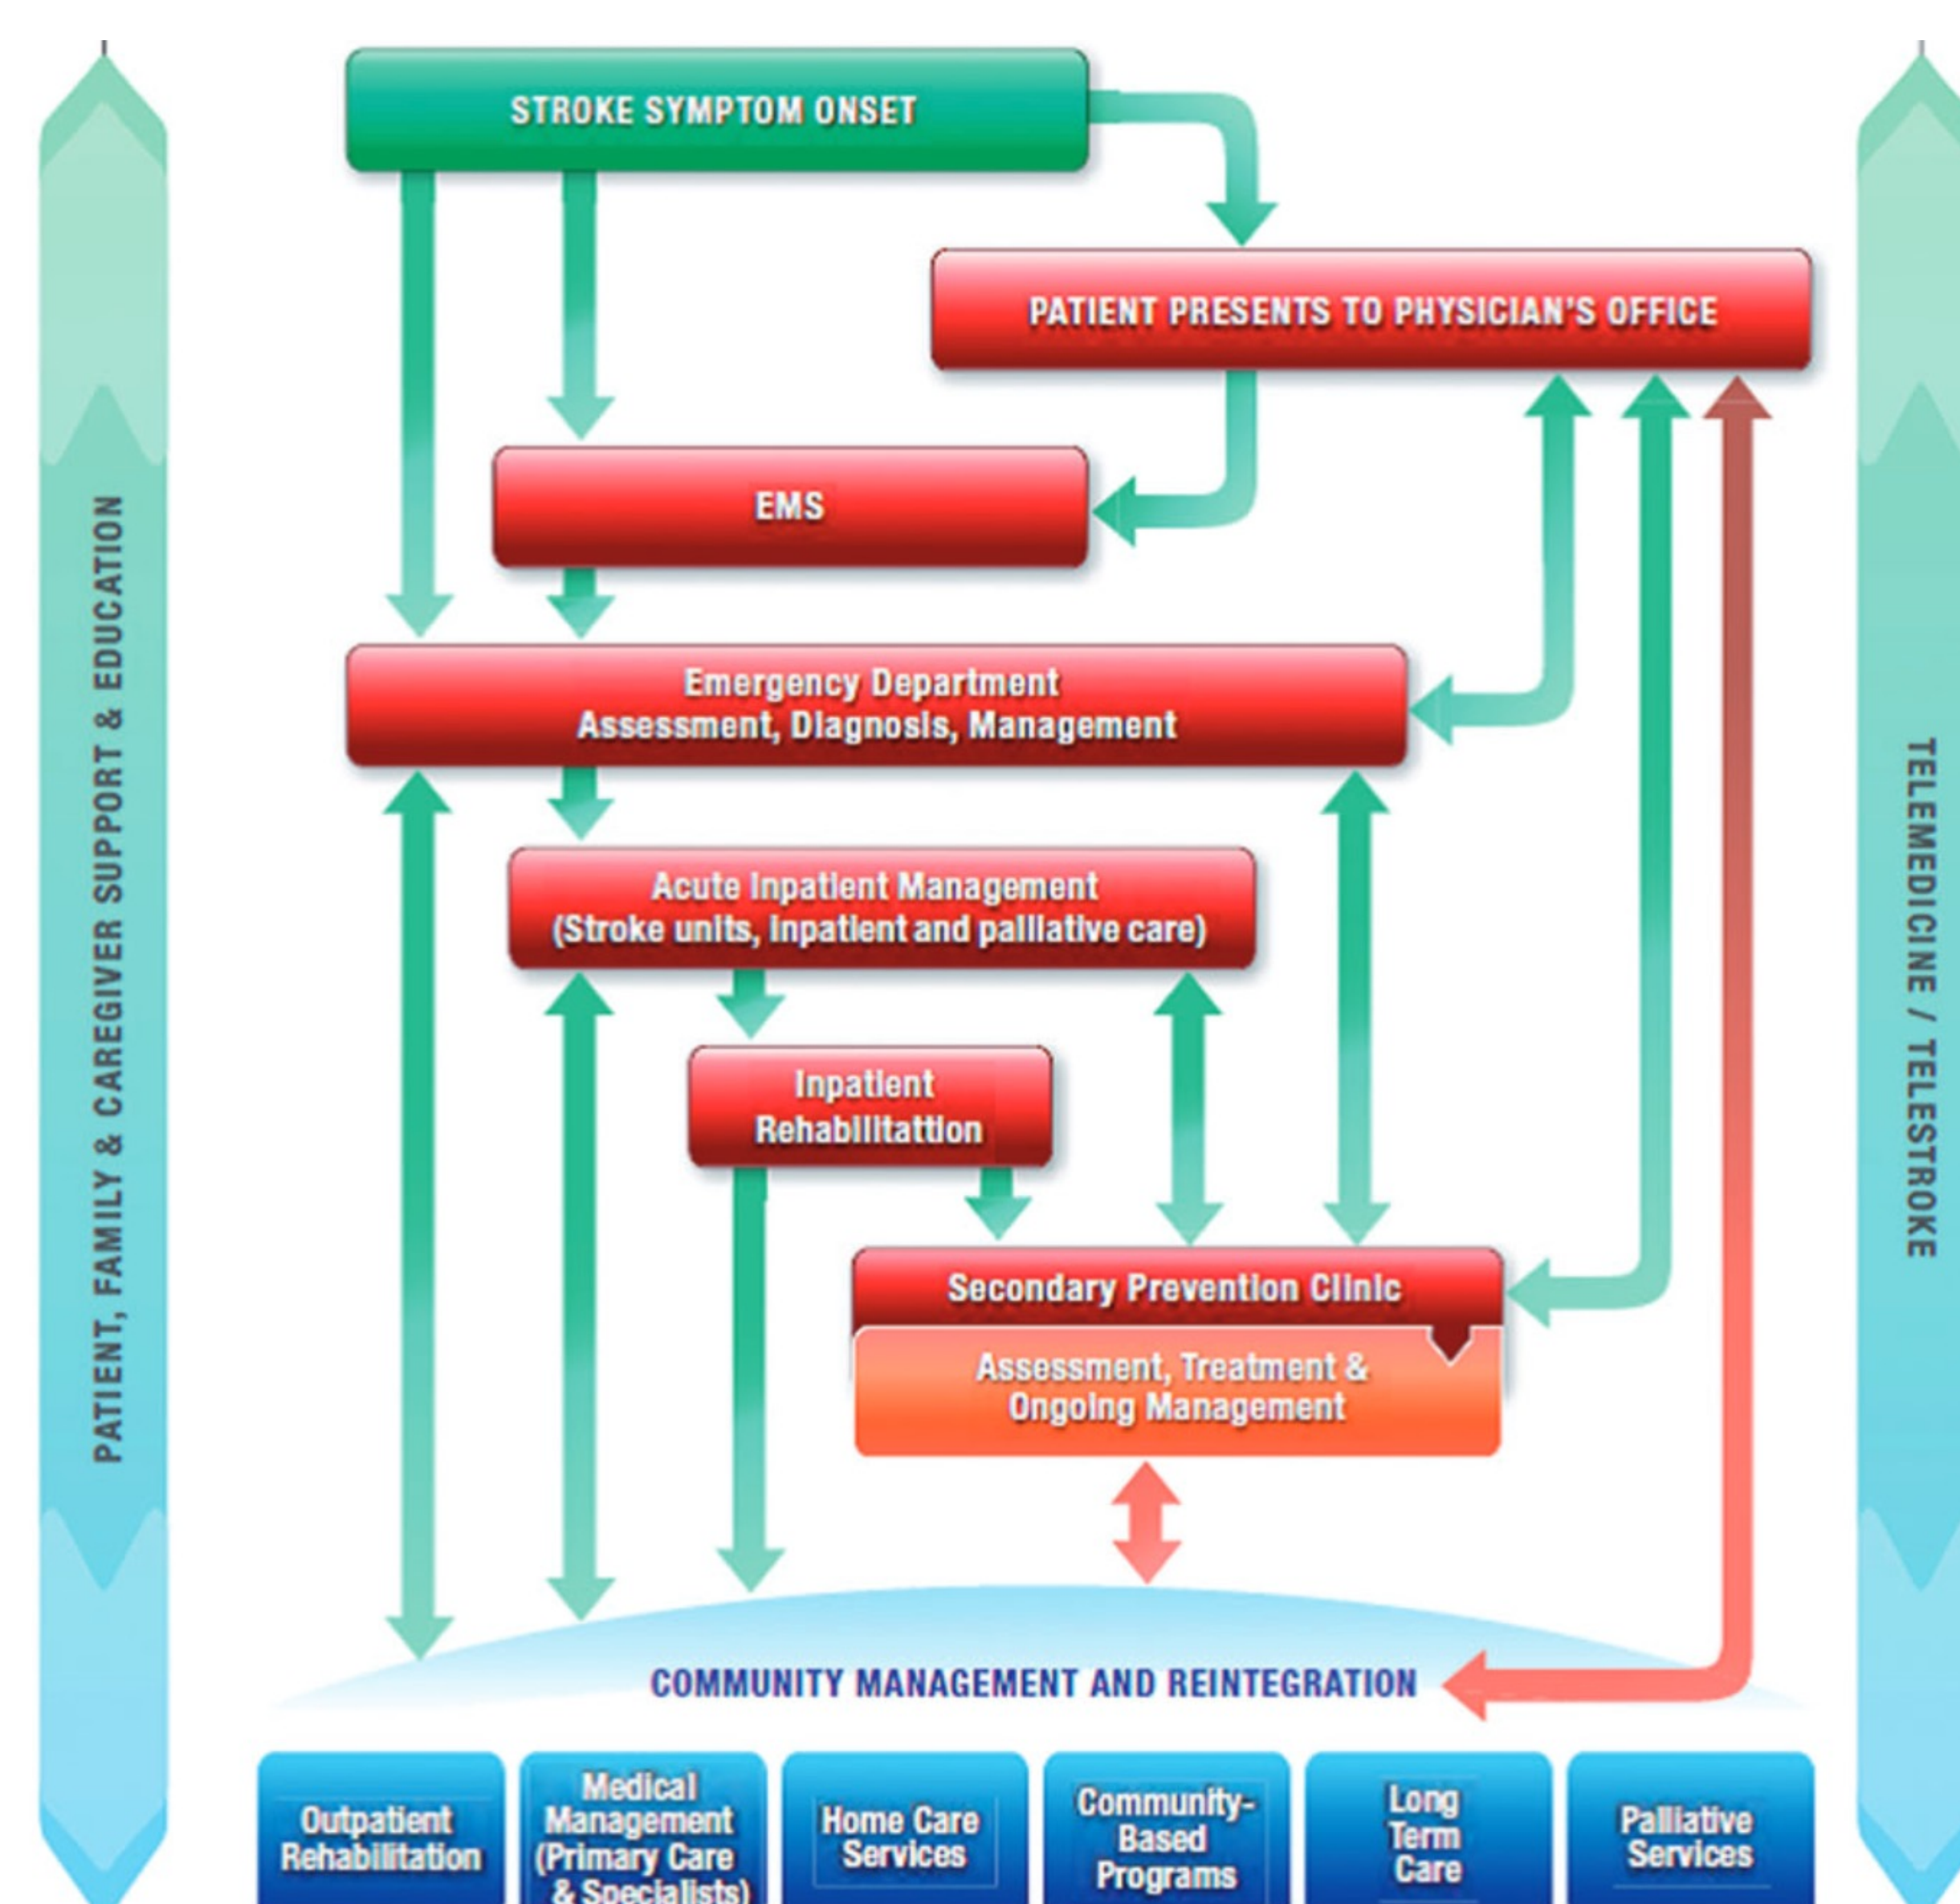 STROKE SYMPTOM ONSET
PATIENT PRESENTS TO PHYSICIAN'S OFFICE
EMS
Emergency Department
Assessment, Diagnosis, Management
Acute Inpatient Management
(Stroke units, inpatient and palliative care)
Inpatient
Rehabilitattion
Secondary Prevention Clinic
Assessment, Treatment &
Ongoing Management
COMMUNITY MANAGEMENT AND REINTEGRATION
Outpatient
Rehabilitation
Medical
Management
(Primary Care
& Specialists)
Home Care
Services
Community-
Based
Programs
Long
Term
Care
Palliative
Services
PATIENT, FAMILY & CAREGIVER SUPPORT & EDUCATION
TELEMEDICINE / TELESTROKE